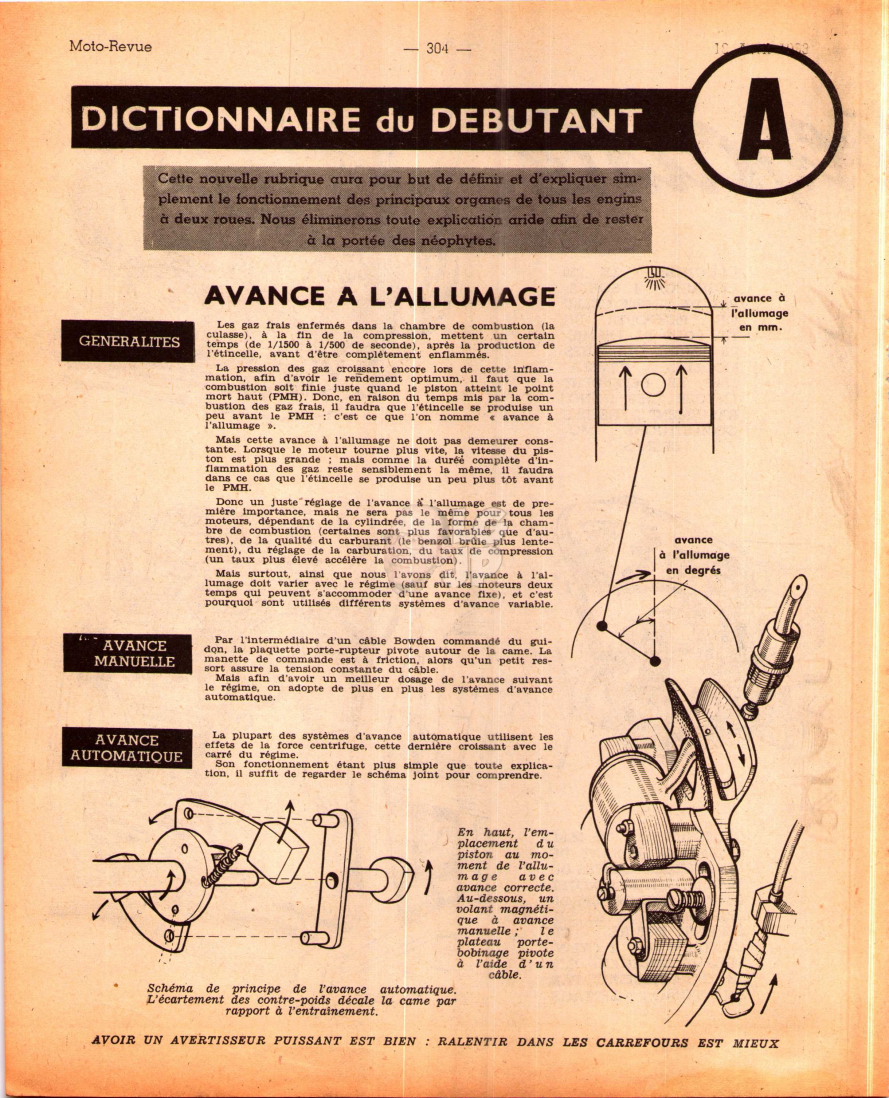 Moto-Revue
— 304 —
DICTIONNAIRE du DEBUTANT
A
Cette nouvelle rubrique aura pour but de définir et d'expliquer sim-
plement le fonctionnement des principaux organes de tous les engins
à deux roues. Nous éliminerons toute explication aride afin de rester
à la portée des néophytes.
AVANCE A L'ALLUMAGE
GENERALITES
Les gaz frais enfermés dans la chambre de combustion (la
culasse), à la fin de la compression, mettent un certain
temps (de 1/1500 à 1/500 de seconde), après la production de
l'étincelle, avant d'être complètement enflammés.
La pression des gaz croissant encore lors de cette inflam-
mation, afin d'avoir le rendement optimum, il faut que la
combustion soit finie juste quand le piston atteint le point
mort haut (PMH). Donc, en raison du temps mis par la com-
bustion des gaz frais, il faudra que l'étincelle se produise un
peu avant le PMH : c'est ce que l'on nomme « avance à
l'allumage ».
Mais cette avance à l'allumage ne doit pas demeurer cons-
tante. Lorsque le moteur tourne plus vite, la vitesse du pis-
ton est plus grande ; mais comme la durée complète d'in-
flammation des gaz reste sensiblement la même, il faudra
dans ce cas que l'étincelle se produise un peu plus tôt avant
le PMH.
Donc un juste réglage de l'avance à l'allumage est de pre-
mière importance, mais ne sera pas le même pour tous les
moteurs, dépendant de la cylindrée, de la forme de la cham-
bre de combustion (certaines sont plus favorables que d'au-
tres), de la qualité du carburant (le benzol brûle plus lente-
ment), du réglage de la carburation, du taux de compression
(un taux plus élevé accélère la combustion).
Mais surtout, ainsi que nous l'avons dit, l'avance à l'al-
lumage doit varier avec le régime (sauf sur les moteurs deux
temps qui peuvent s'accommoder d'une avance fixe), et c'est
pourquoi sont utilisés différents systèmes d'avance variable.
avance à
l'allumage
en mm.
avance
à l'allumage
en degrés
AVANCE
MANUELLE
Par l'intermédiaire d'un câble Bowden commandé du gui-
don, la plaquette porte-rupteur pivote autour de la came. La
manette de commande est à friction, alors qu'un petit res-
sort assure la tension constante du câble.
Mais afin d'avoir un meilleur dosage de l'avance suivant
le régime, on adopte de plus en plus les systèmes d'avance
automatique.
AVANCE
AUTOMATIQUE
La plupart des systèmes d'avance automatique utilisent les
effets de la force centrifuge, cette dernière croissant avec le
carré du régime.
Son fonctionnement étant plus simple que toute explica-
tion, il suffit de regarder le schéma joint pour comprendre.
En haut, l'em-
placement du
piston au mo-
ment de l'allu-
mage avec
avance correcte.
Au-dessous, un
volant magnéti-
que à avance
manuelle ; le
plateau porte-
bobinage pivote
à l'aide d'un
câble.
Schéma de principe de l'avance automatique.
L'écartement des contre-poids décale la came par
rapport à l'entraînement.
AVOIR UN AVERTISSEUR PUISSANT EST BIEN : RALENTIR DANS LES CARREFOURS EST MIEUX